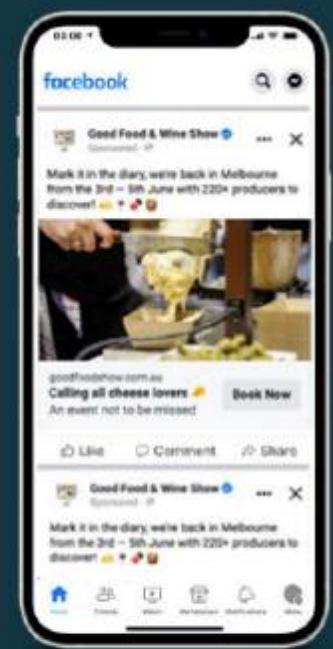 03:08
facebook
Good Food & Wine Show
Sponsored
Mark it in the diary, we're back in Melbourne
from the 3rd – 5th June with 220+ producers to
discover!
goodfoodshow.com.au
Calling all cheese lovers
An event not to be missed
Book Now
Like Comment Share
Good Food & Wine Show
Sponsored
Mark it in the diary, we're back in Melbourne
from the 3rd – 5th June with 220+ producers to
discover!
Home Friends Watch Marketplace Notifications Menu